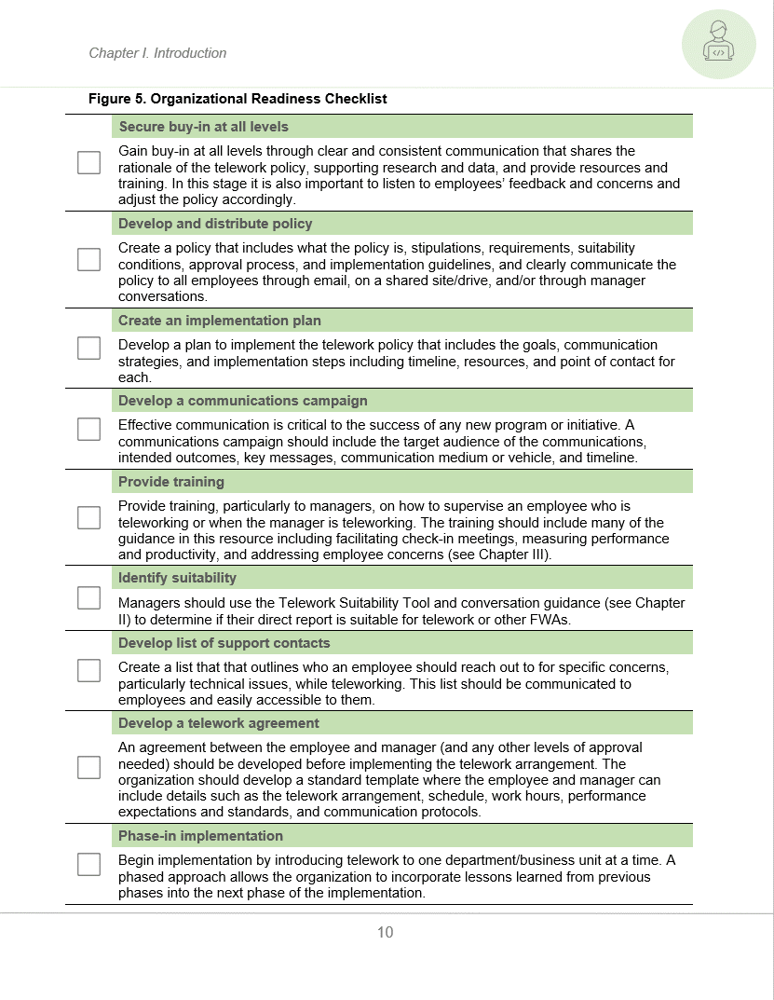 Chapter I. Introduction
</>
Figure 5. Organizational Readiness Checklist
Secure buy-in at all levels
Gain buy-in at all levels through clear and consistent communication that shares the
rationale of the telework policy, supporting research and data, and provide resources and
training. In this stage it is also important to listen to employees’ feedback and concerns and
adjust the policy accordingly.
Develop and distribute policy
Create a policy that includes what the policy is, stipulations, requirements, suitability
conditions, approval process, and implementation guidelines, and clearly communicate the
policy to all employees through email, on a shared site/drive, and/or through manager
conversations.
Create an implementation plan
Develop a plan to implement the telework policy that includes the goals, communication
strategies, and implementation steps including timeline, resources, and point of contact for
each.
Develop a communications campaign
Effective communication is critical to the success of any new program or initiative. A
communications campaign should include the target audience of the communications,
intended outcomes, key messages, communication medium or vehicle, and timeline.
Provide training
Provide training, particularly to managers, on how to supervise an employee who is
teleworking or when the manager is teleworking. The training should include many of the
guidance in this resource including facilitating check-in meetings, measuring performance
and productivity, and addressing employee concerns (see Chapter III).
Identify suitability
Managers should use the Telework Suitability Tool and conversation guidance (see Chapter
II) to determine if their direct report is suitable for telework or other FWAs.
Develop list of support contacts
Create a list that that outlines who an employee should reach out to for specific concerns,
particularly technical issues, while teleworking. This list should be communicated to
employees and easily accessible to them.
Develop a telework agreement
An agreement between the employee and manager (and any other levels of approval
needed) should be developed before implementing the telework arrangement. The
organization should develop a standard template where the employee and manager can
include details such as the telework arrangement, schedule, work hours, performance
expectations and standards, and communication protocols.
Phase-in implementation
Begin implementation by introducing telework to one department/business unit at a time. A
phased approach allows the organization to incorporate lessons learned from previous
phases into the next phase of the implementation.
10